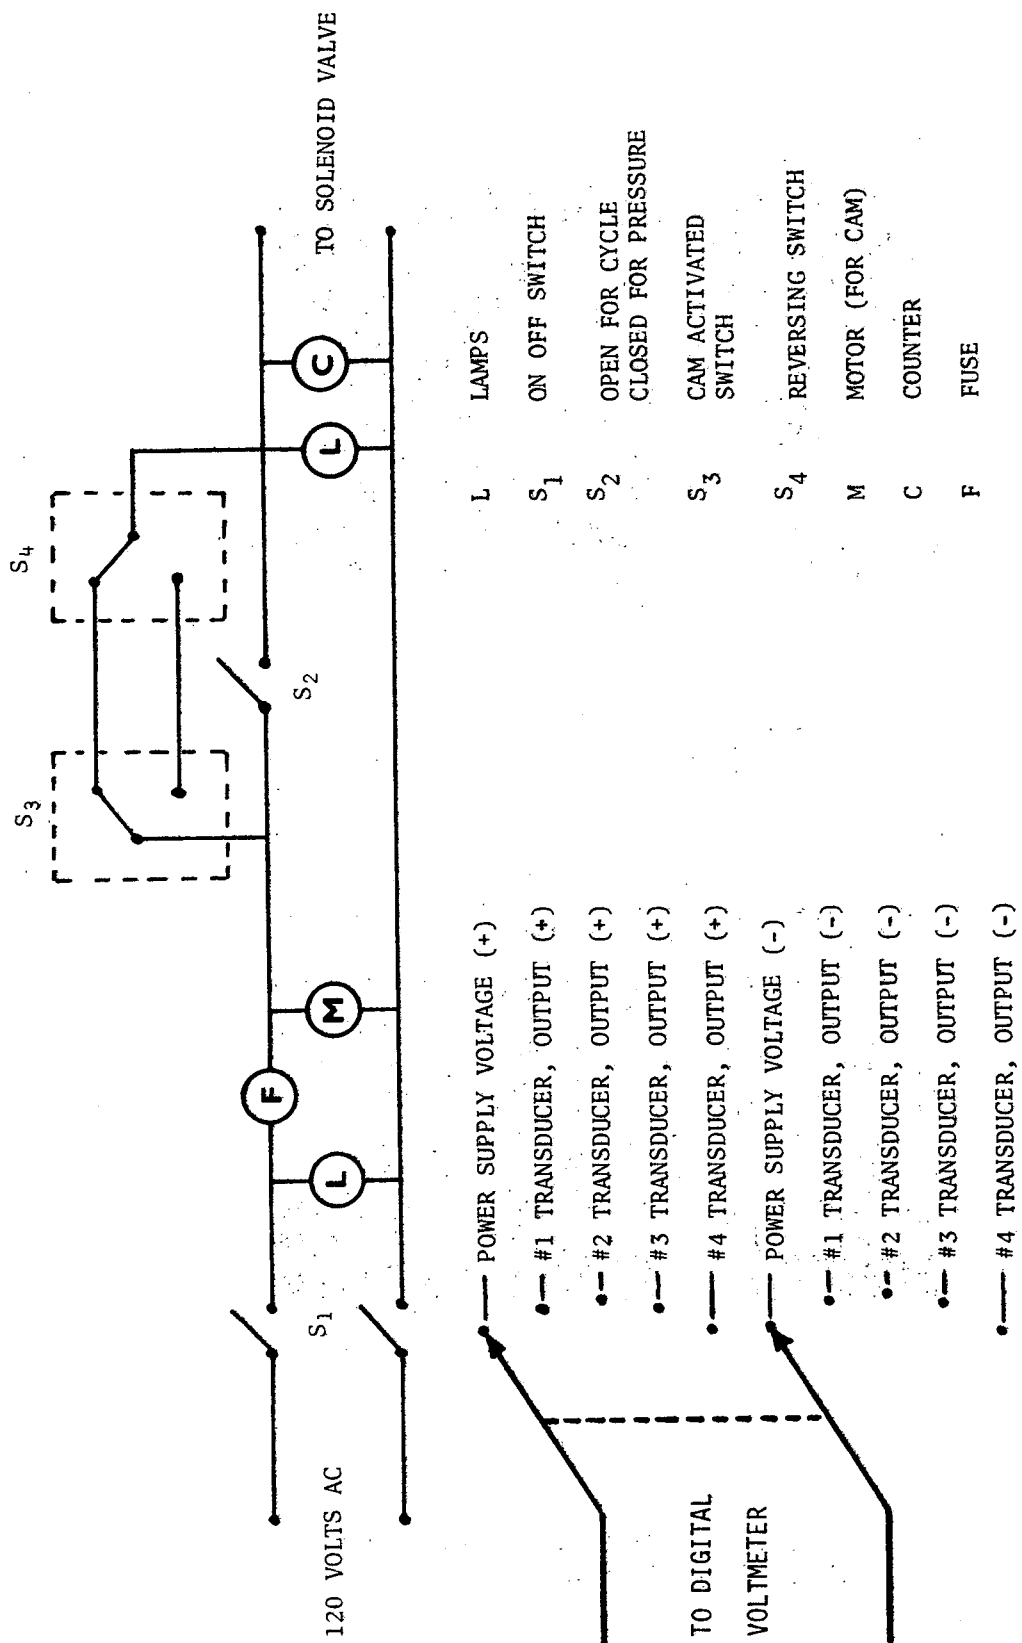 S3
S4
120 VOLTS AC
S1
L
F
M
S2
L
C
TO SOLENOID VALVE
TO DIGITAL
VOLTMETER
POWER SUPPLY VOLTAGE (+)
#1 TRANSDUCER, OUTPUT (+)
#2 TRANSDUCER, OUTPUT (+)
#3 TRANSDUCER, OUTPUT (+)
#4 TRANSDUCER, OUTPUT (+)
POWER SUPPLY VOLTAGE (-)
#1 TRANSDUCER, OUTPUT (-)
#2 TRANSDUCER, OUTPUT (-)
#3 TRANSDUCER, OUTPUT (-)
#4 TRANSDUCER, OUTPUT (-)
L LAMPS
S1 ON OFF SWITCH
S2 OPEN FOR CYCLE
CLOSED FOR PRESSURE
S3 CAM ACTIVATED
SWITCH
S4 REVERSING SWITCH
M MOTOR (FOR CAM)
C COUNTER
F FUSE